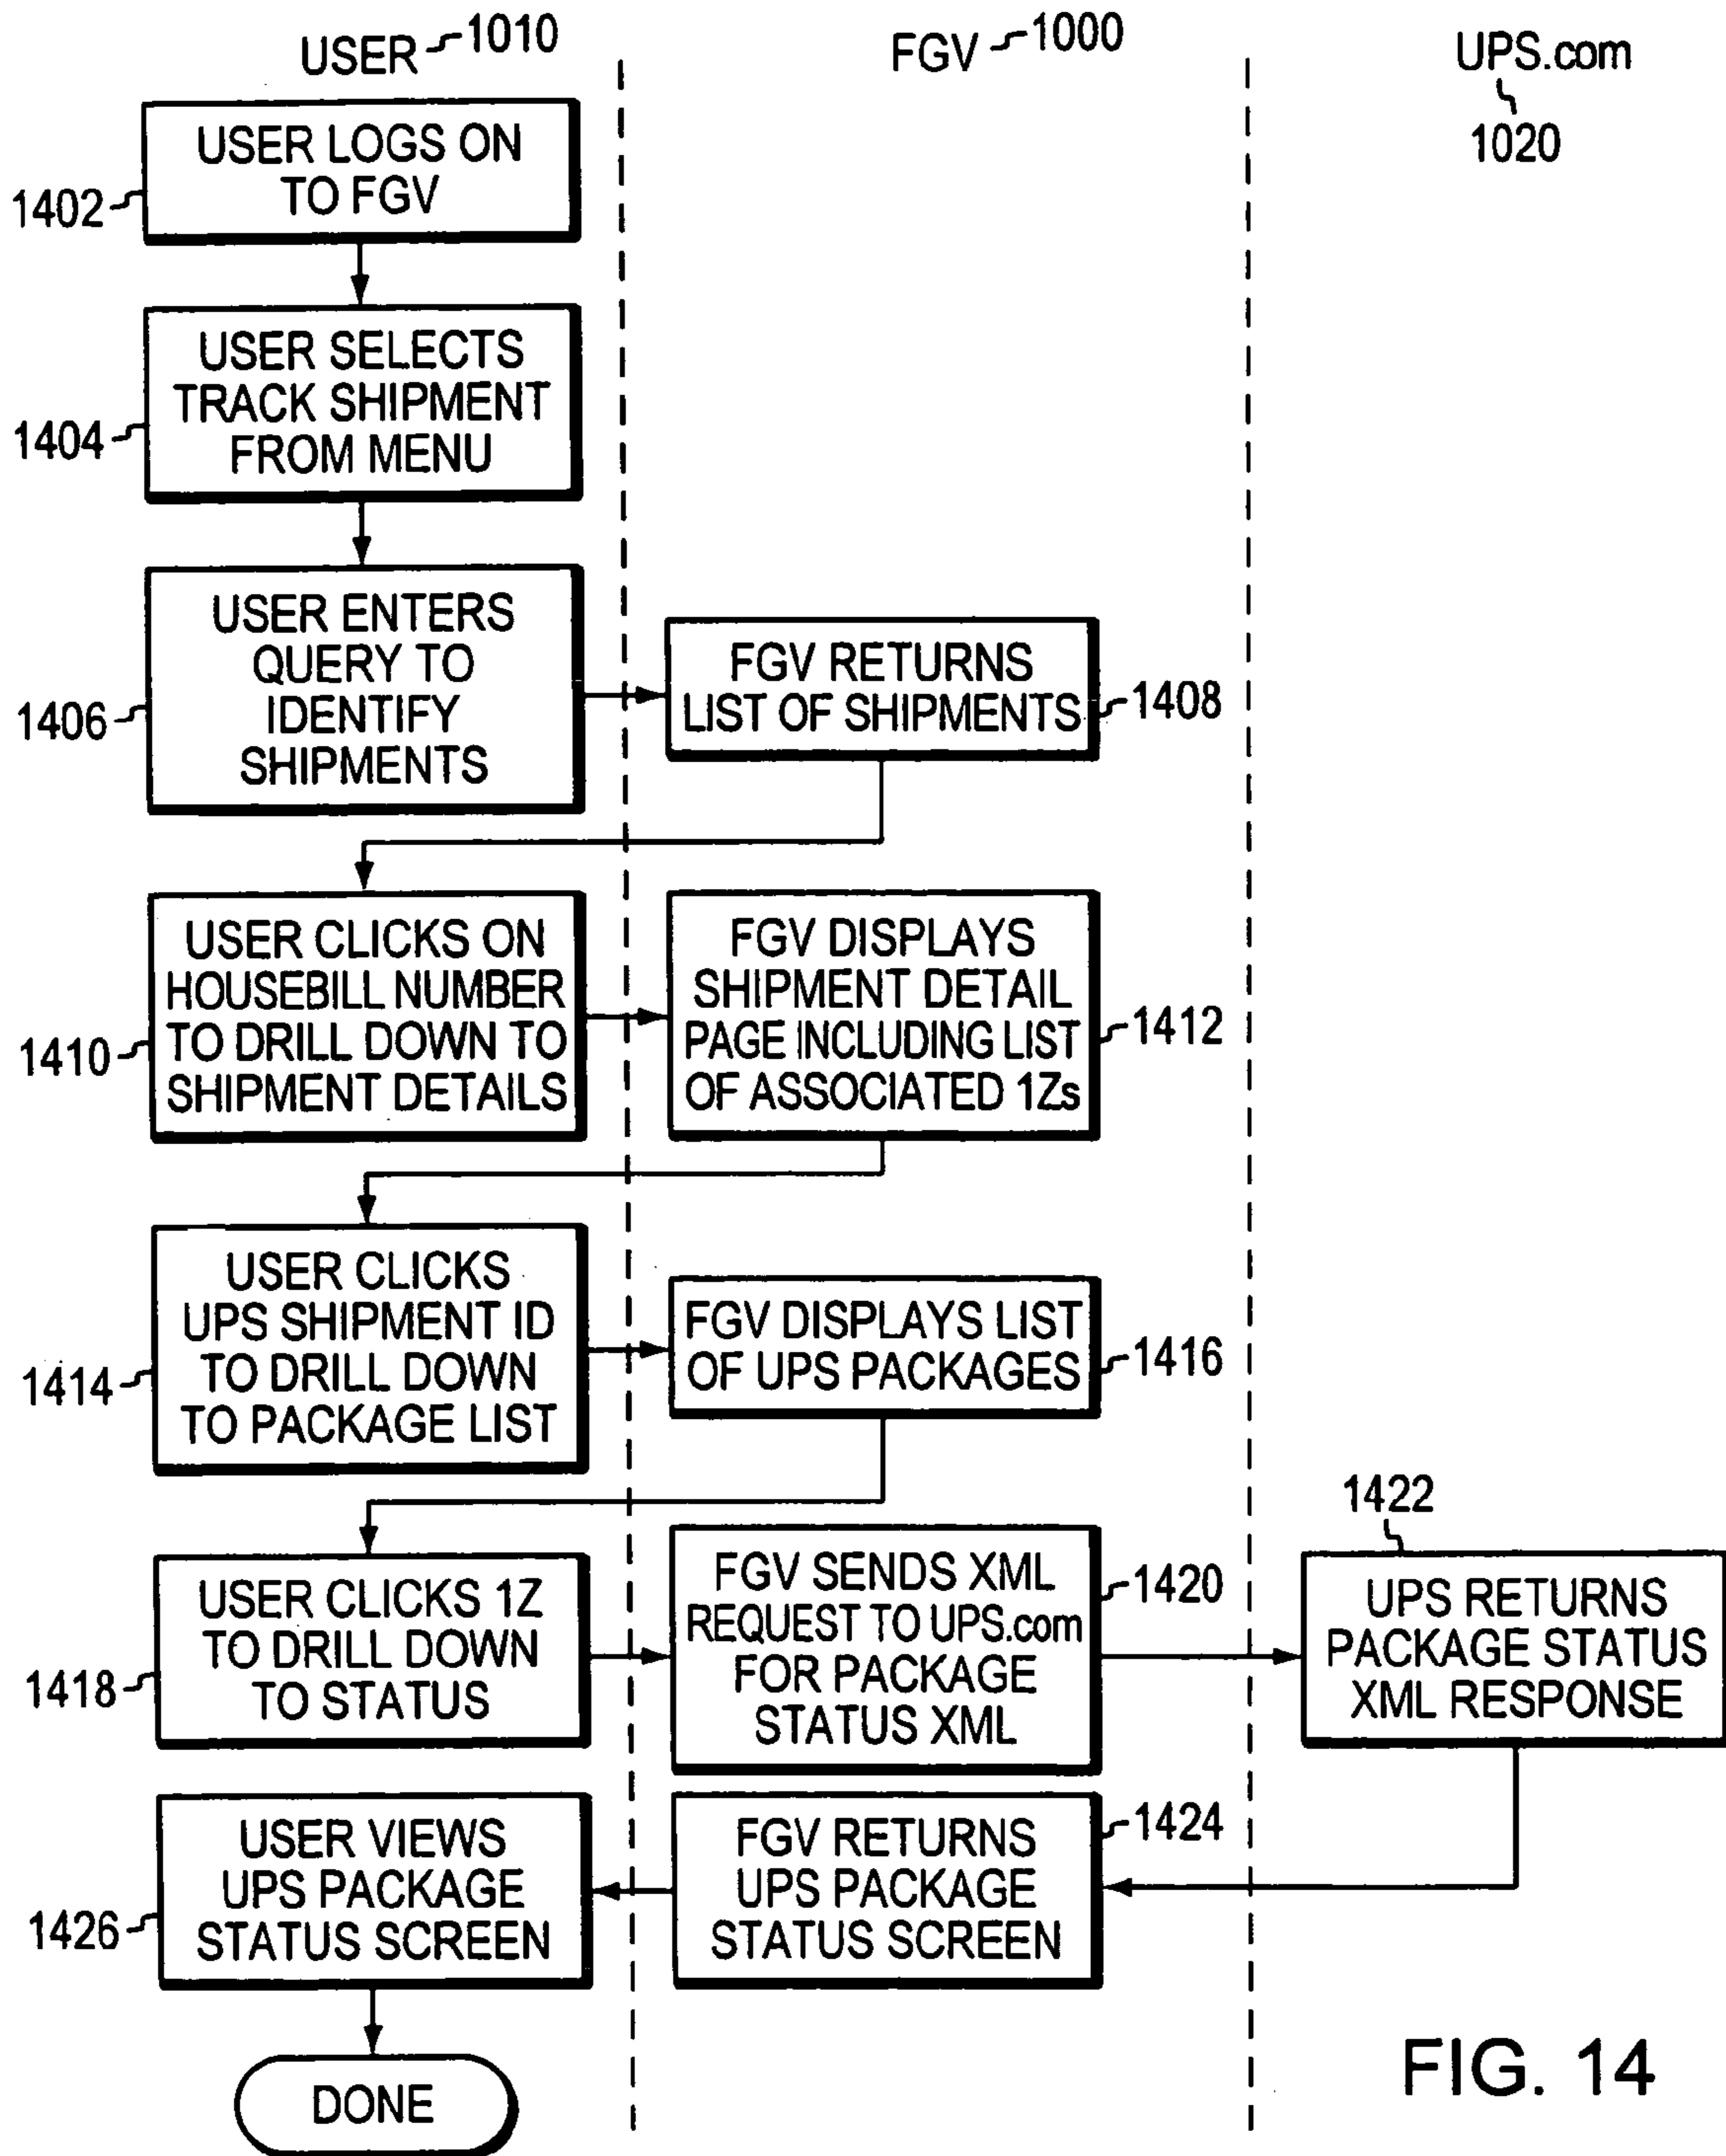 USER 1010
FGV 1000
UPS.com
1020
USER LOGS ON
TO FGV
1402
USER SELECTS
TRACK SHIPMENT
FROM MENU
1404
USER ENTERS
QUERY TO
IDENTIFY
SHIPMENTS
1406
FGV RETURNS
LIST OF SHIPMENTS
1408
USER CLICKS ON
HOUSEBILL NUMBER
TO DRILL DOWN TO
SHIPMENT DETAILS
1410
FGV DISPLAYS
SHIPMENT DETAIL
PAGE INCLUDING LIST
OF ASSOCIATED 1Zs
1412
USER CLICKS
UPS SHIPMENT ID
TO DRILL DOWN
TO PACKAGE LIST
1414
FGV DISPLAYS LIST
OF UPS PACKAGES
1416
USER CLICKS 1Z
TO DRILL DOWN
TO STATUS
1418
FGV SENDS XML
REQUEST TO UPS.com
FOR PACKAGE
STATUS XML
1420
1422
UPS RETURNS
PACKAGE STATUS
XML RESPONSE
FGV RETURNS
UPS PACKAGE
STATUS SCREEN
1424
USER VIEWS
UPS PACKAGE
STATUS SCREEN
1426
DONE
FIG. 14